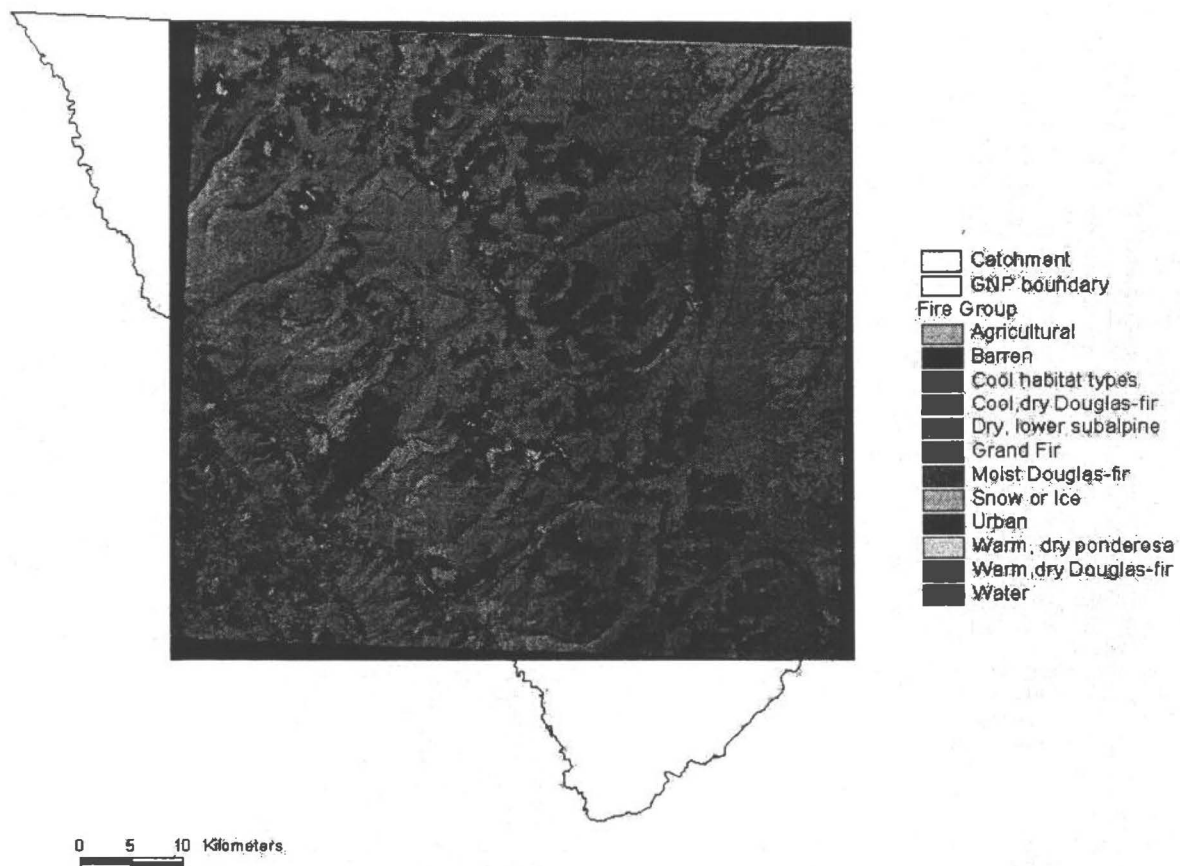 Catchment
GNP boundary
Fire Group
Agricultural
Barren
Cool habitat types
Cool, dry Douglas-fir
Dry, lower subalpine
Grand Fir
Moist Douglas-fir
Snow or Ice
Urban
Warm, dry ponderesa
Warm, dry Douglas-fir
Water
0 5 10 Kilometers